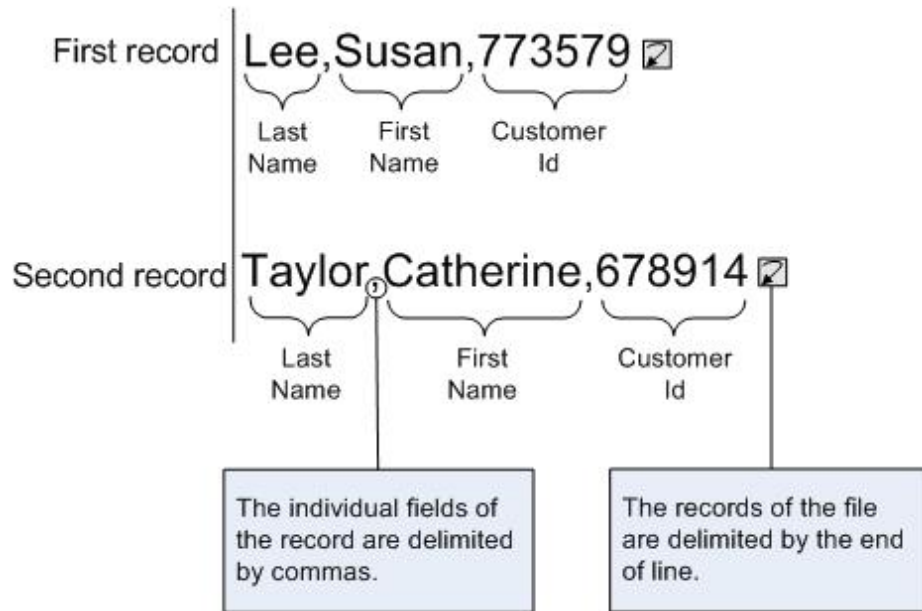 First record
Lee,Susan,773579
Last
Name
First
Name
Customer
Id
Second record
Taylor,Catherine,678914
Last
Name
First
Name
Customer
Id
The individual fields of
the record are delimited
by commas.
The records of the file
are delimited by the end
of line.